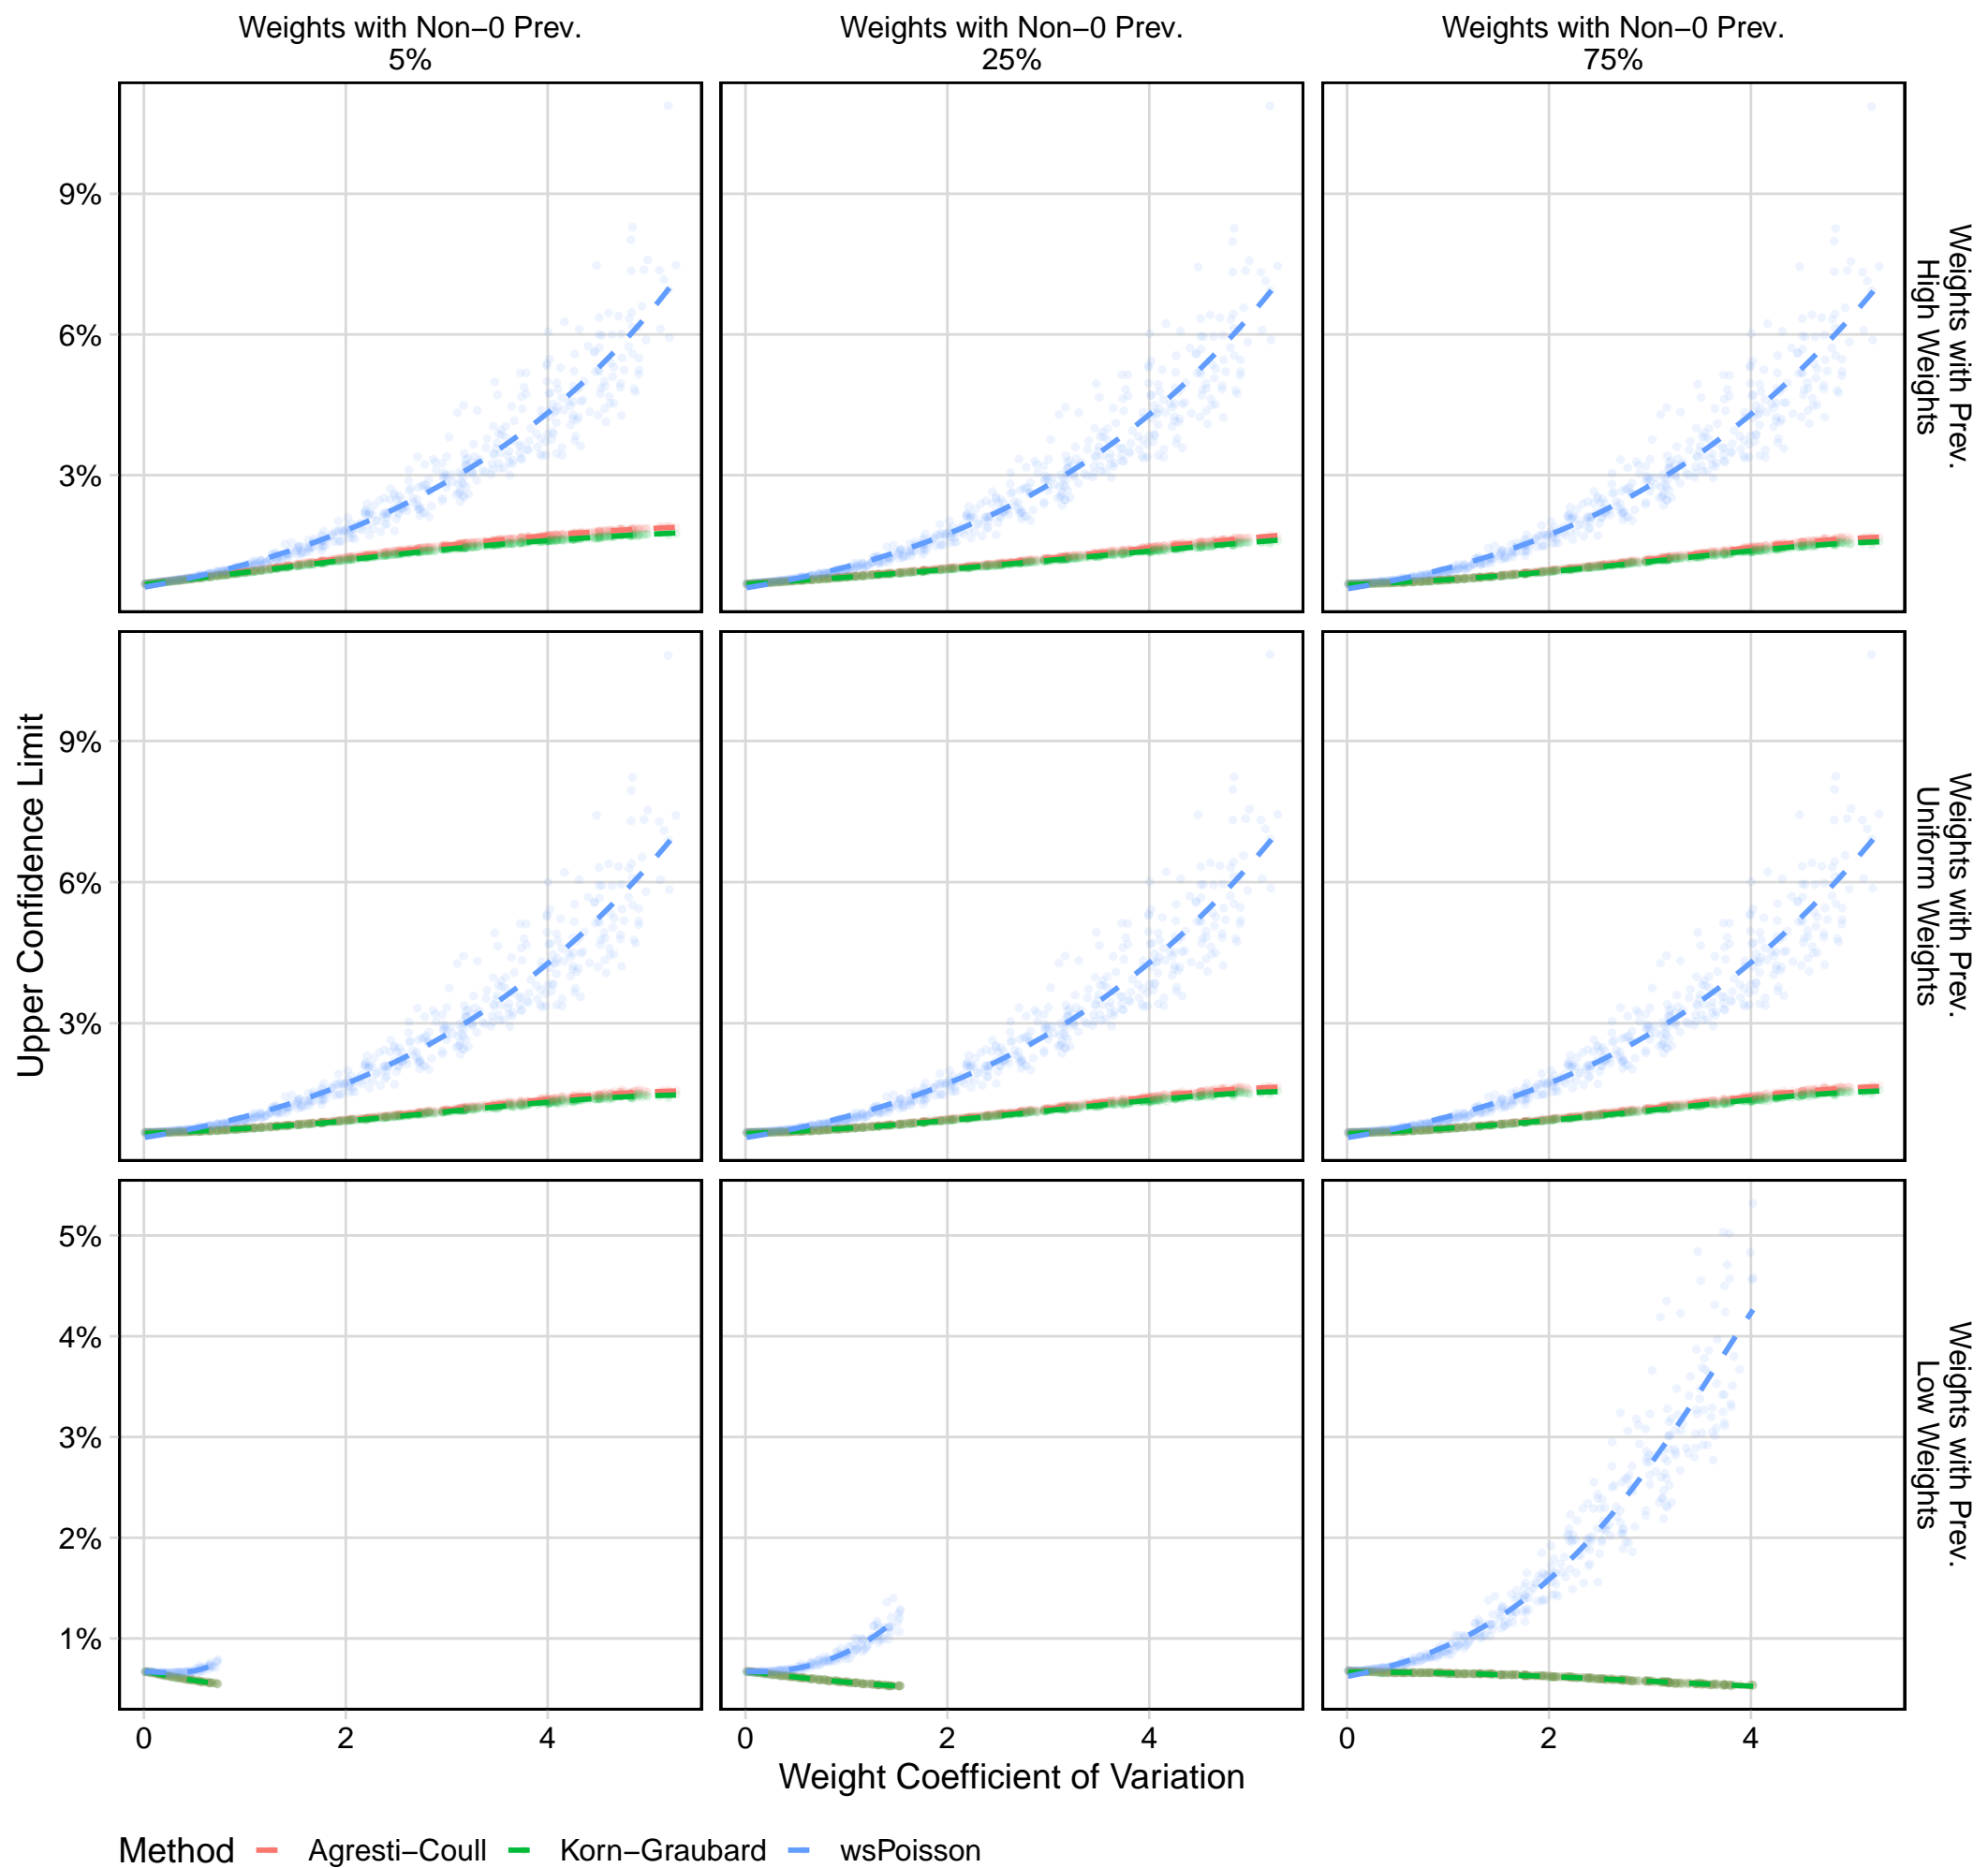 Weights with Non−0 Prev.
5%
Weights with Non−0 Prev.
25%
Weights with Non−0 Prev.
75%
9%
6%
3%
Weights with Prev.
High Weights
Upper Confidence Limit
9%
6%
3%
Weights with Prev.
Uniform Weights
5%
4%
3%
2%
1%
Weights with Prev.
Low Weights
0 2 4
0 2 4
0 2 4
Weight Coefficient of Variation
Method Agresti−Coull Korn−Graubard wsPoisson